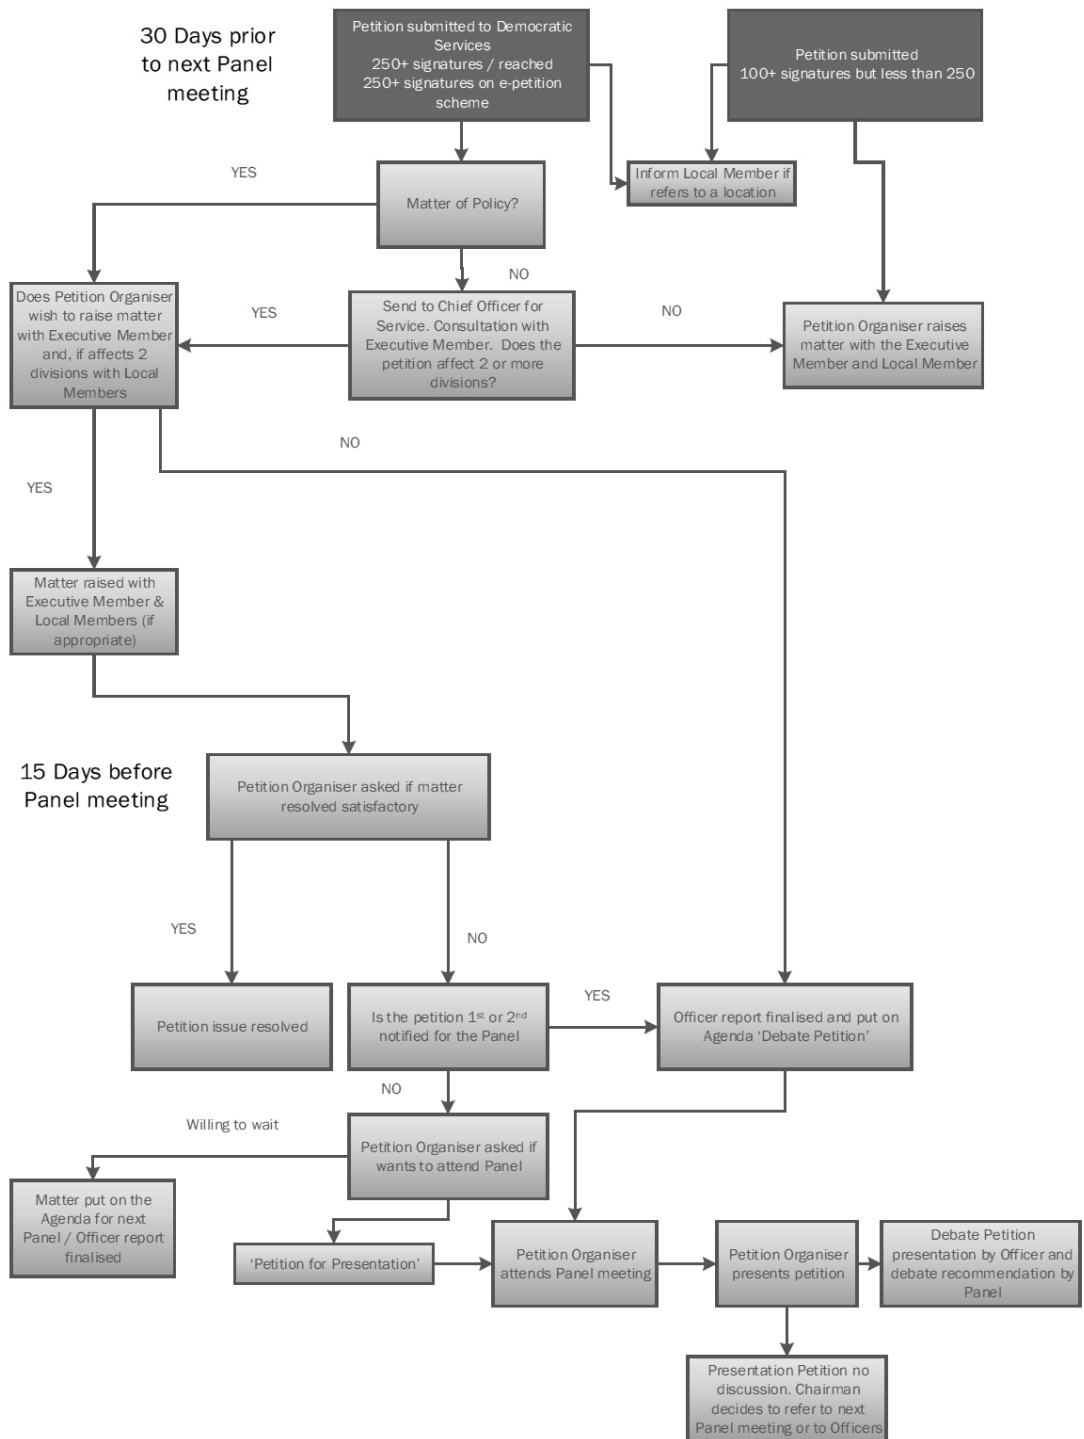 30 Days prior
to next Panel
meeting
Petition submitted to Democratic
Services
250+ signatures / reached
250+ signatures on e-petition
scheme
Petition submitted
100+ signatures but less than 250
YES
Matter of Policy?
Inform Local Member if
refers to a location
NO
Does Petition Organiser
wish to raise matter
with Executive Member
and, if affects 2
divisions with Local
Members
YES
Send to Chief Officer for
Service. Consultation with
Executive Member. Does the
petition affect 2 or more
divisions?
NO
Petition Organiser raises
matter with the Executive
Member and Local Member
NO
YES
Matter raised with
Executive Member &
Local Members (if
appropriate)
15 Days before
Panel meeting
Petition Organiser asked if matter
resolved satisfactory
YES
NO
Petition issue resolved
Is the petition 1st or 2nd
notified for the Panel
YES
Officer report finalised and put on
Agenda ‘Debate Petition’
NO
Willing to wait
Petition Organiser asked if
wants to attend Panel
Matter put on the
Agenda for next
Panel / Officer report
finalised
‘Petition for Presentation’
Petition Organiser
attends Panel meeting
Petition Organiser
presents petition
Debate Petition
presentation by Officer and
debate recommendation by
Panel
Presentation Petition no
discussion. Chairman
decides to refer to next
Panel meeting or to Officers